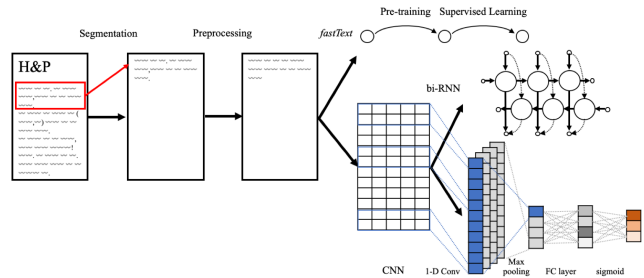 Segmentation
Preprocessing
Pre-training
Supervised Learning
fastText
H&P
bi-RNN
CNN
1-D Conv
Max
pooling
FC layer
sigmoid